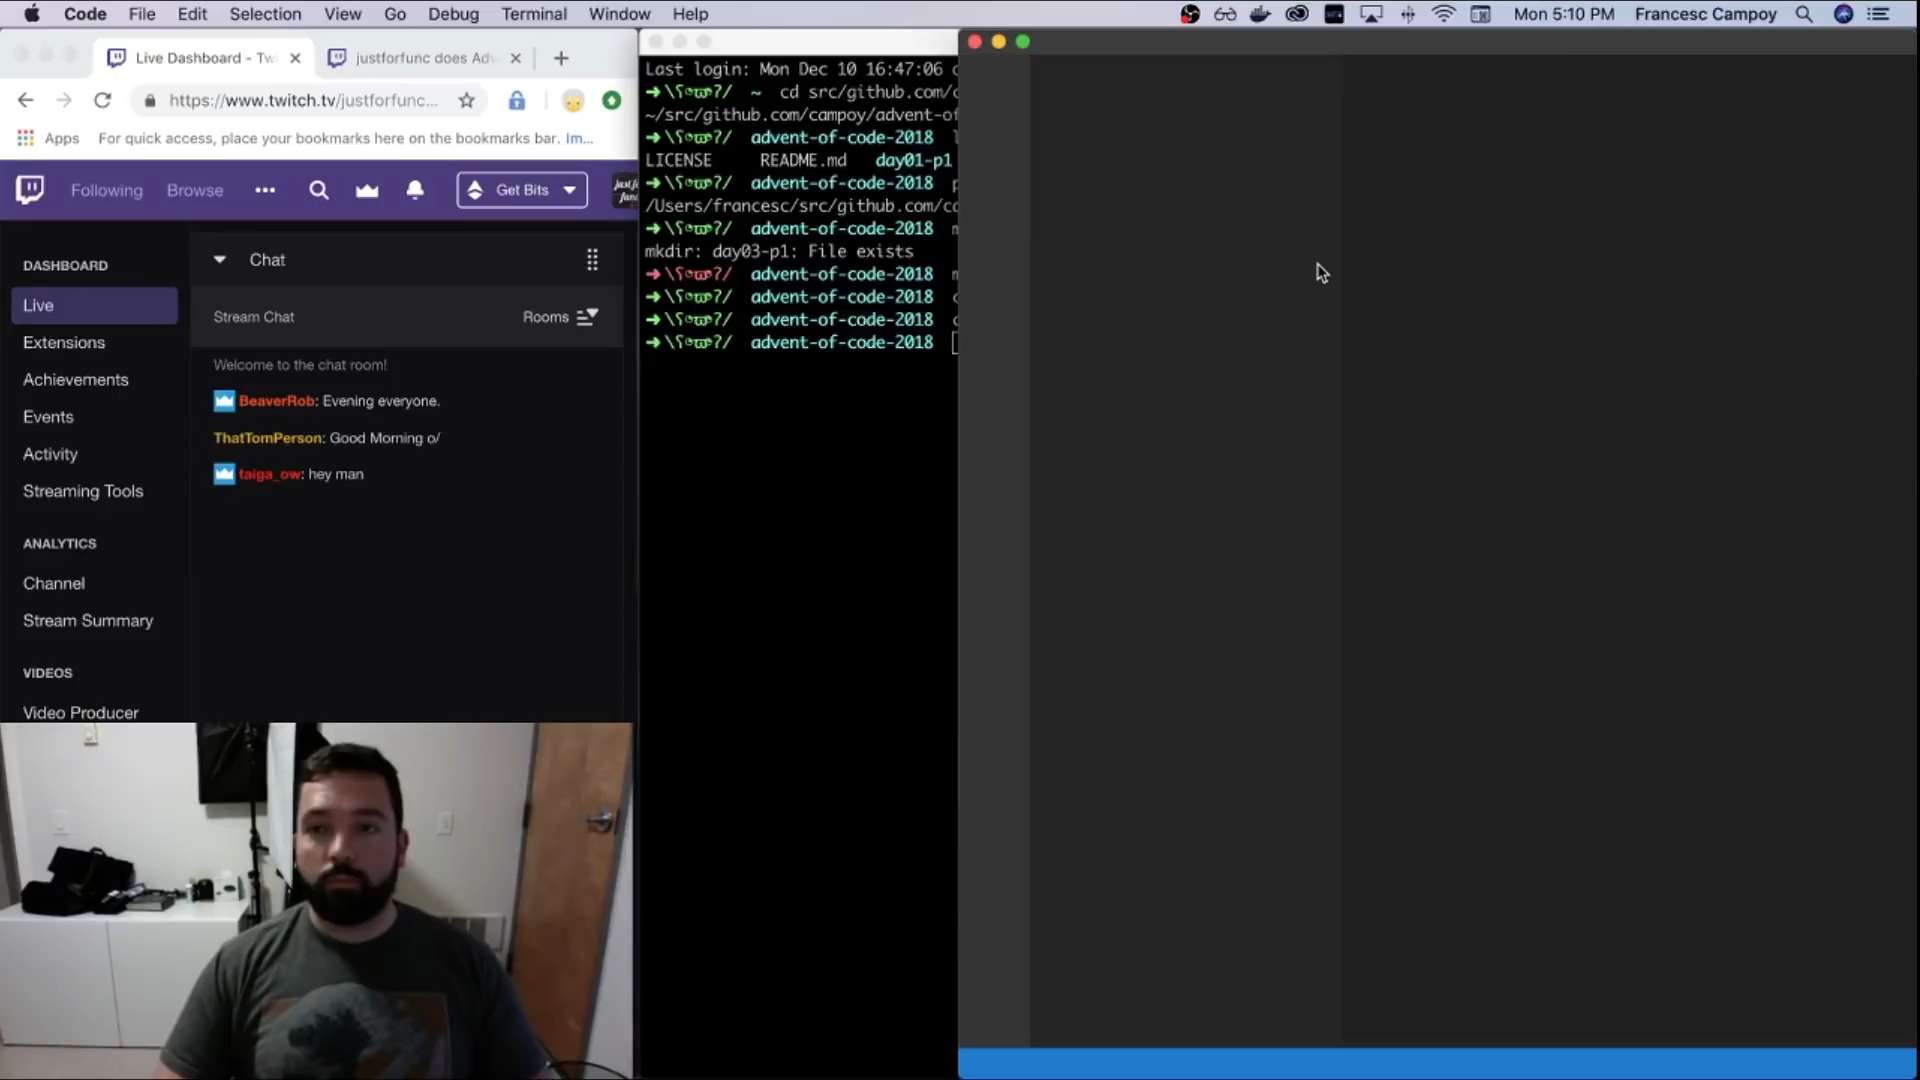 Code File Edit Selection View Go Debug Terminal Window Help
Mon 5:10 PM Francesc Campoy
Live Dashboard - Twi
justforfunc does Adv
https://www.twitch.tv/justforfunc...
Apps For quick access, place your bookmarks here on the bookmarks bar. Im...
Following Browse Get Bits
DASHBOARD
Live
Extensions
Achievements
Events
Activity
Streaming Tools
ANALYTICS
Channel
Stream Summary
VIDEOS
Video Producer
Chat
Stream Chat Rooms
Welcome to the chat room!
BeaverRob: Evening everyone.
ThatTomPerson: Good Morning o/
taiga_ow: hey man
Last login: Mon Dec 10 16:47:06
~ cd src/github.com/c
~/src/github.com/campoy/advent-of
advent-of-code-2018 l
LICENSE README.md day01-p1
advent-of-code-2018 p
/Users/francesc/src/github.com/ca
advent-of-code-2018 m
mkdir: day03-p1: File exists
advent-of-code-2018 m
advent-of-code-2018 c
advent-of-code-2018 c
advent-of-code-2018